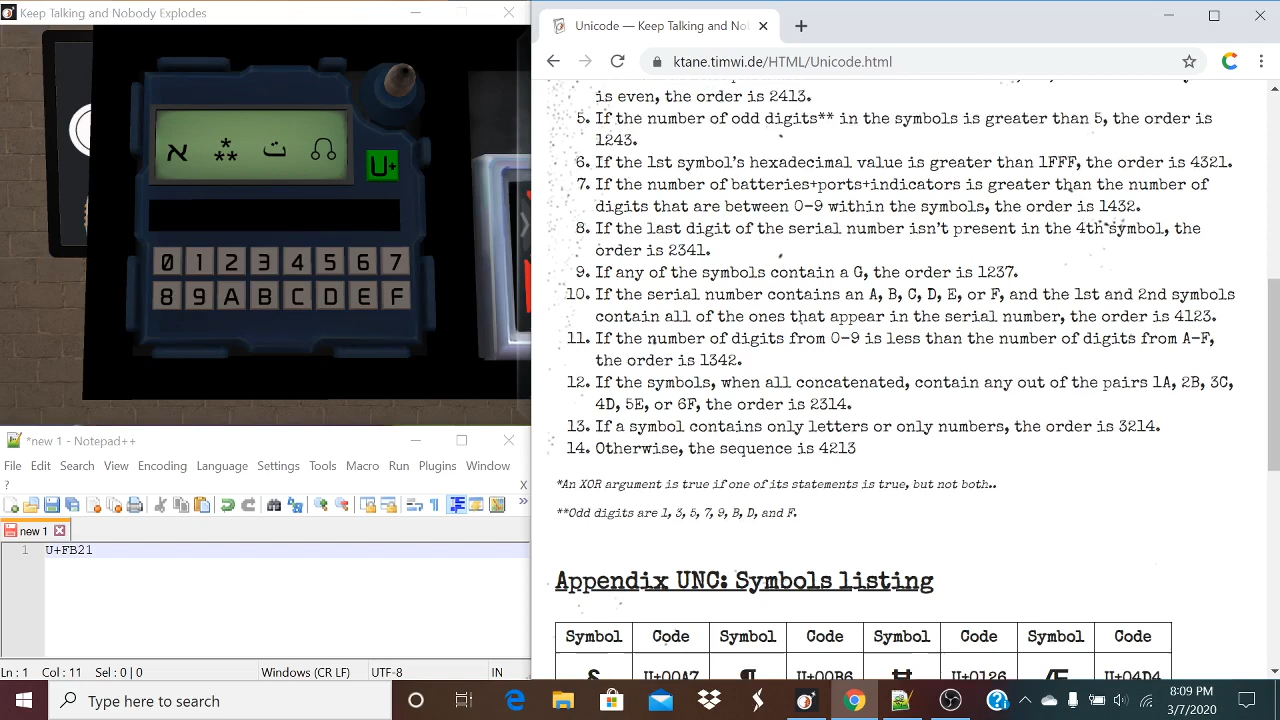 Keep Talking and Nobody Explodes
א ⁂ ت ☊
U+
0 1 2 3 4 5 6 7
8 9 A B C D E F
*new 1 - Notepad++
File Edit Search View Encoding Language Settings Tools Macro Run Plugins Window
?
X
new 1
1 U+FB21
Ln : 1 Col : 11 Sel : 0 | 0 Windows (CR LF) UTF-8 IN
Unicode — Keep Talking and No
ktane.timwi.de/HTML/Unicode.html
is even, the order is 2413.
5. If the number of odd digits** in the symbols is greater than 5, the order is
1243.
6. If the 1st symbol's hexadecimal value is greater than 1FFF, the order is 4321.
7. If the number of batteries+ports+indicators is greater than the number of
digits that are between 0-9 within the symbols, the order is 1432.
8. If the last digit of the serial number isn't present in the 4th symbol, the
order is 2341.
9. If any of the symbols contain a G, the order is 1237.
10. If the serial number contains an A, B, C, D, E, or F, and the 1st and 2nd symbols
contain all of the ones that appear in the serial number, the order is 4123.
11. If the number of digits from 0-9 is less than the number of digits from A-F,
the order is 1342.
12. If the symbols, when all concatenated, contain any out of the pairs 1A, 2B, 3C,
4D, 5E, or 6F, the order is 2314.
13. If a symbol contains only letters or only numbers, the order is 3214.
14. Otherwise, the sequence is 4213
*An XOR argument is true if one of its statements is true, but not both..
**Odd digits are 1, 3, 5, 7, 9, B, D, and F.
Appendix UNC: Symbols listing
Symbol Code Symbol Code Symbol Code Symbol Code
§ U+00A7 ¶ U+00B6 Ħ U+0126 Ӕ U+04D4
Type here to search
8:09 PM
3/7/2020